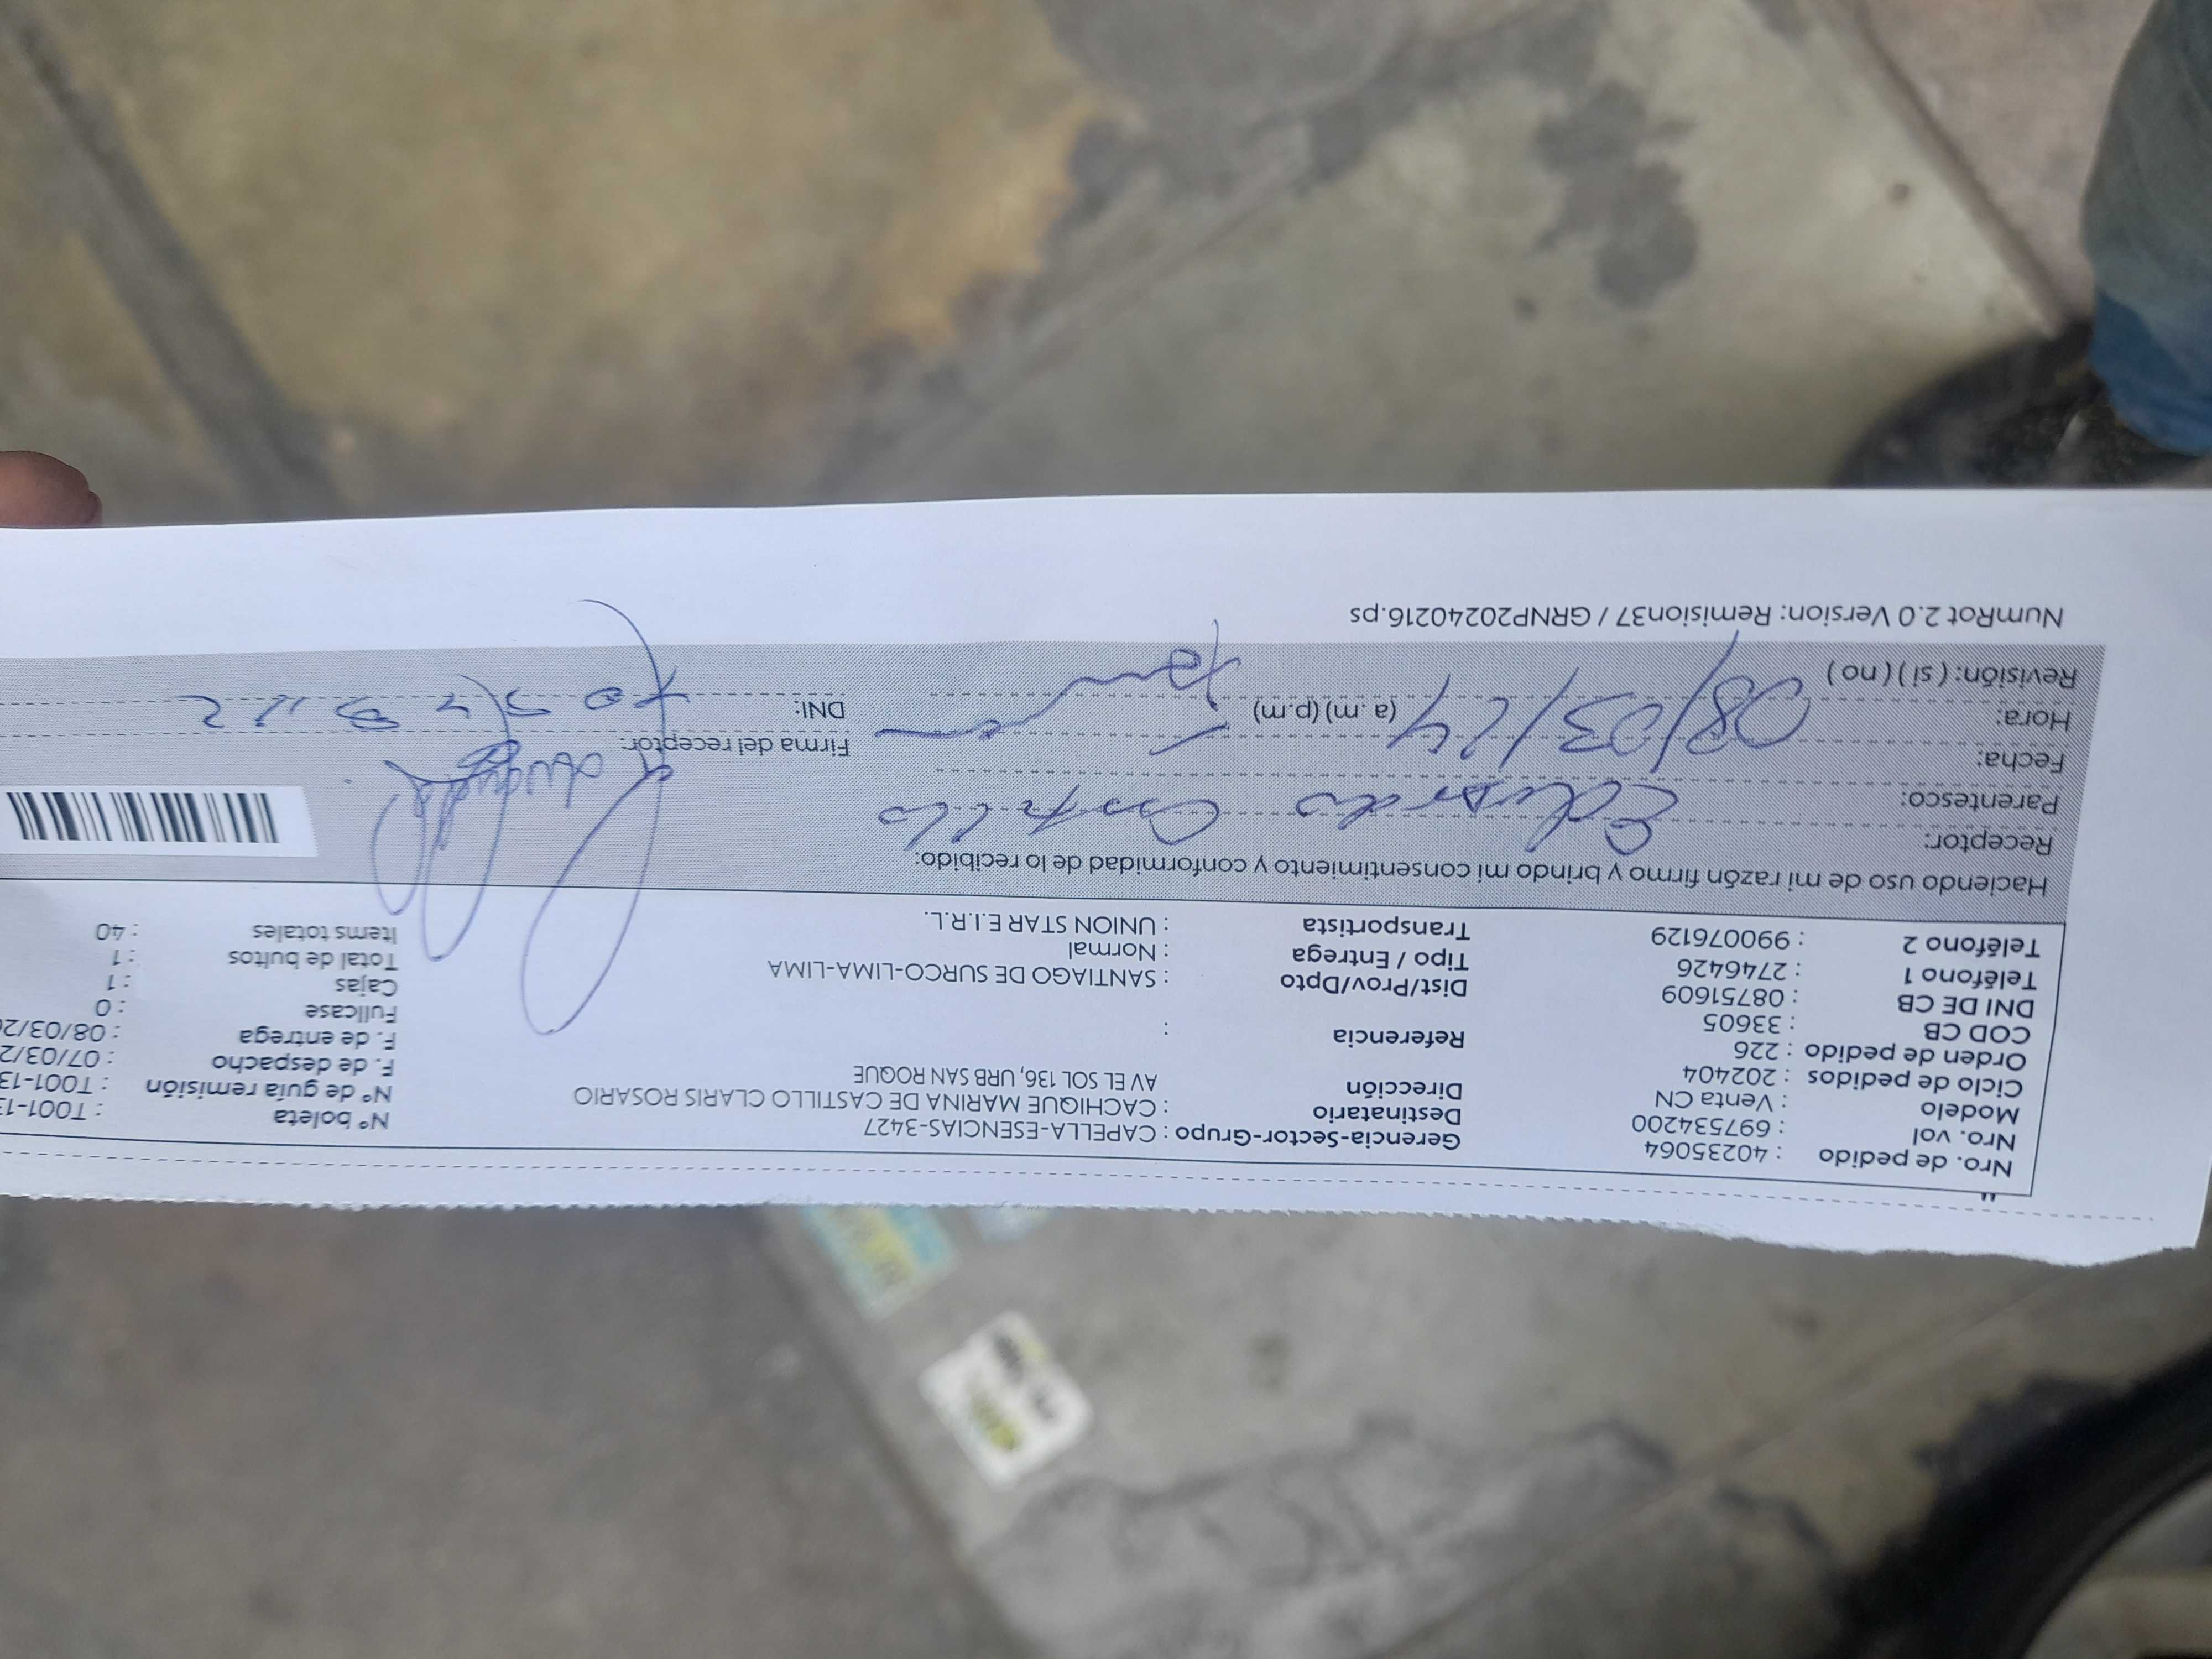 Nro. de pedido : 40235064
Nro. vol : 697534200
Modelo : Venta CN
Ciclo de pedidos : 202404
Orden de pedido : 226
COD CB : 33605
DNI DE CB : 08751609
Teléfono 1 : 2746426
Teléfono 2 : 990076129
Gerencia-Sector-Grupo : CAPELLA-ESENCIAS-3427
Destinatario : CACHIQUE MARINA DE CASTILLO CLARIS ROSARIO
Dirección AV EL SOL 136, URB SAN ROQUE
Referencia :
Dist/Prov/Dpto : SANTIAGO DE SURCO-LIMA-LIMA
Tipo / Entrega : Normal
Transportista : UNION STAR E.I.R.L.
N° boleta : T001-13
N° de guía remisión : T001-13
F. de despacho : 07/03/2
F. de entrega : 08/03/20
Fullcase : 0
Cajas : 1
Total de bultos : 1
Items totales : 40
Haciendo uso de mi razón firmo y brindo mi consentimiento y conformidad de lo recibido:
Receptor: Eduardo Castillo
Parentesco:
Fecha: 08/03/24
Hora: (a.m) (p.m)
Revisión: (si) (no)
Firma del receptor:
DNI:
NumRot 2.0 Version: Remision37 / GRNP20240216.ps